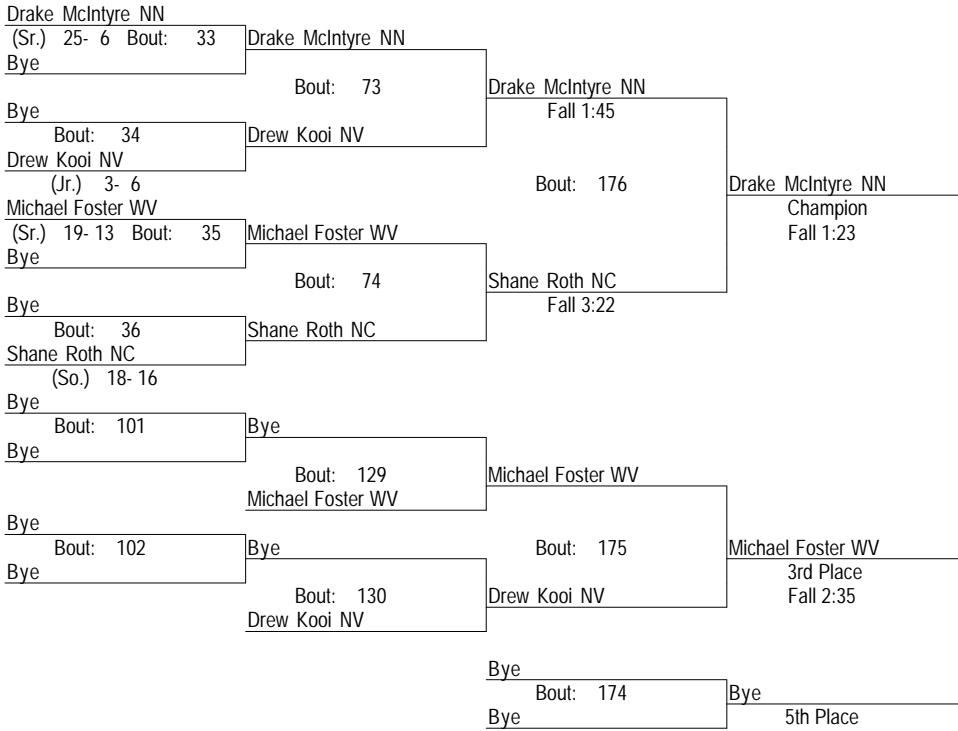 Drake McIntyre NN
(Sr.) 25- 6 Bout: 33 Drake McIntyre NN
Bye
Bout: 73 Drake McIntyre NN
Bye Fall 1:45
Bout: 34 Drew Kooi NV
Drew Kooi NV
(Jr.) 3- 6 Bout: 176 Drake McIntyre NN
Michael Foster WV Champion
(Sr.) 19- 13 Bout: 35 Michael Foster WV Fall 1:23
Bye
Bout: 74 Shane Roth NC
Bye Fall 3:22
Bout: 36 Shane Roth NC
Shane Roth NC
(So.) 18- 16
Bye
Bout: 101 Bye
Bye
Bout: 129 Michael Foster WV
Michael Foster WV
Bye
Bout: 102 Bye Bout: 175 Michael Foster WV
Bye 3rd Place
Bout: 130 Drew Kooi NV Fall 2:35
Drew Kooi NV
Bye
Bout: 174 Bye
Bye 5th Place